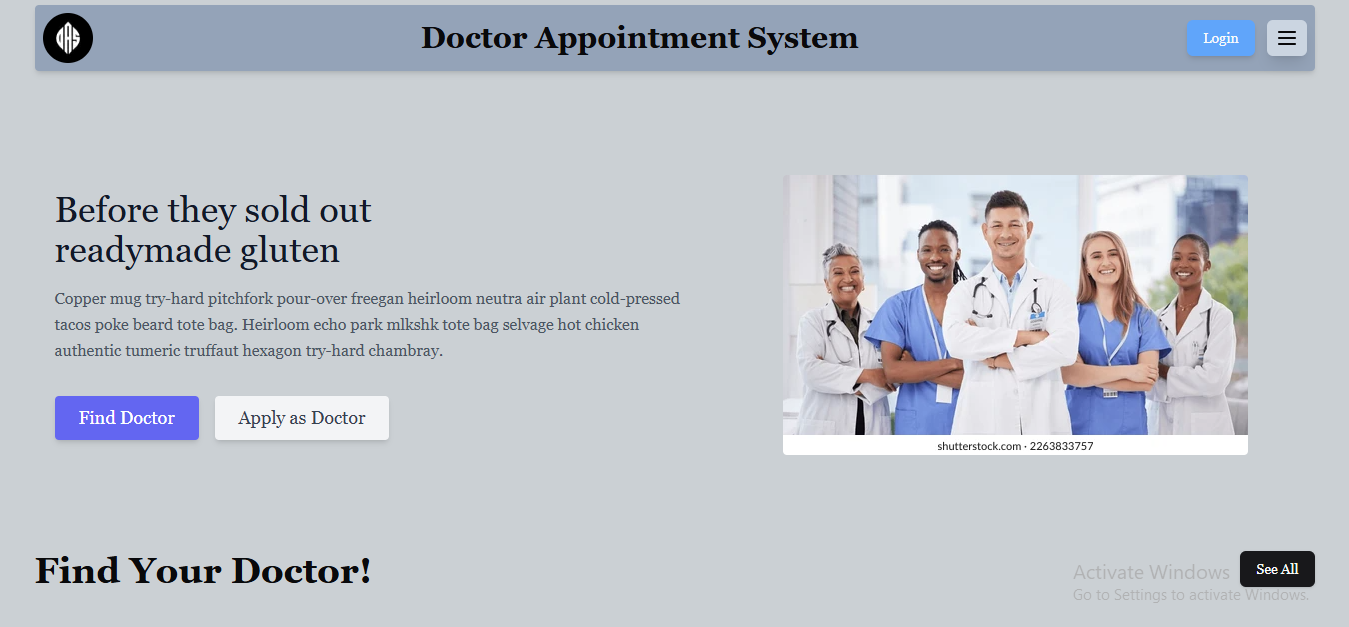 DAS
Doctor Appointment System
Login
Before they sold out
readymade gluten
Copper mug try-hard pitchfork pour-over freegan heirloom neutra air plant cold-pressed
tacos poke beard tote bag. Heirloom echo park mlkshk tote bag selvage hot chicken
authentic tumeric truffaut hexagon try-hard chambray.
Find Doctor
Apply as Doctor
shutterstock.com · 2263833757
Find Your Doctor!
See All
Activate Windows
Go to Settings to activate Windows.